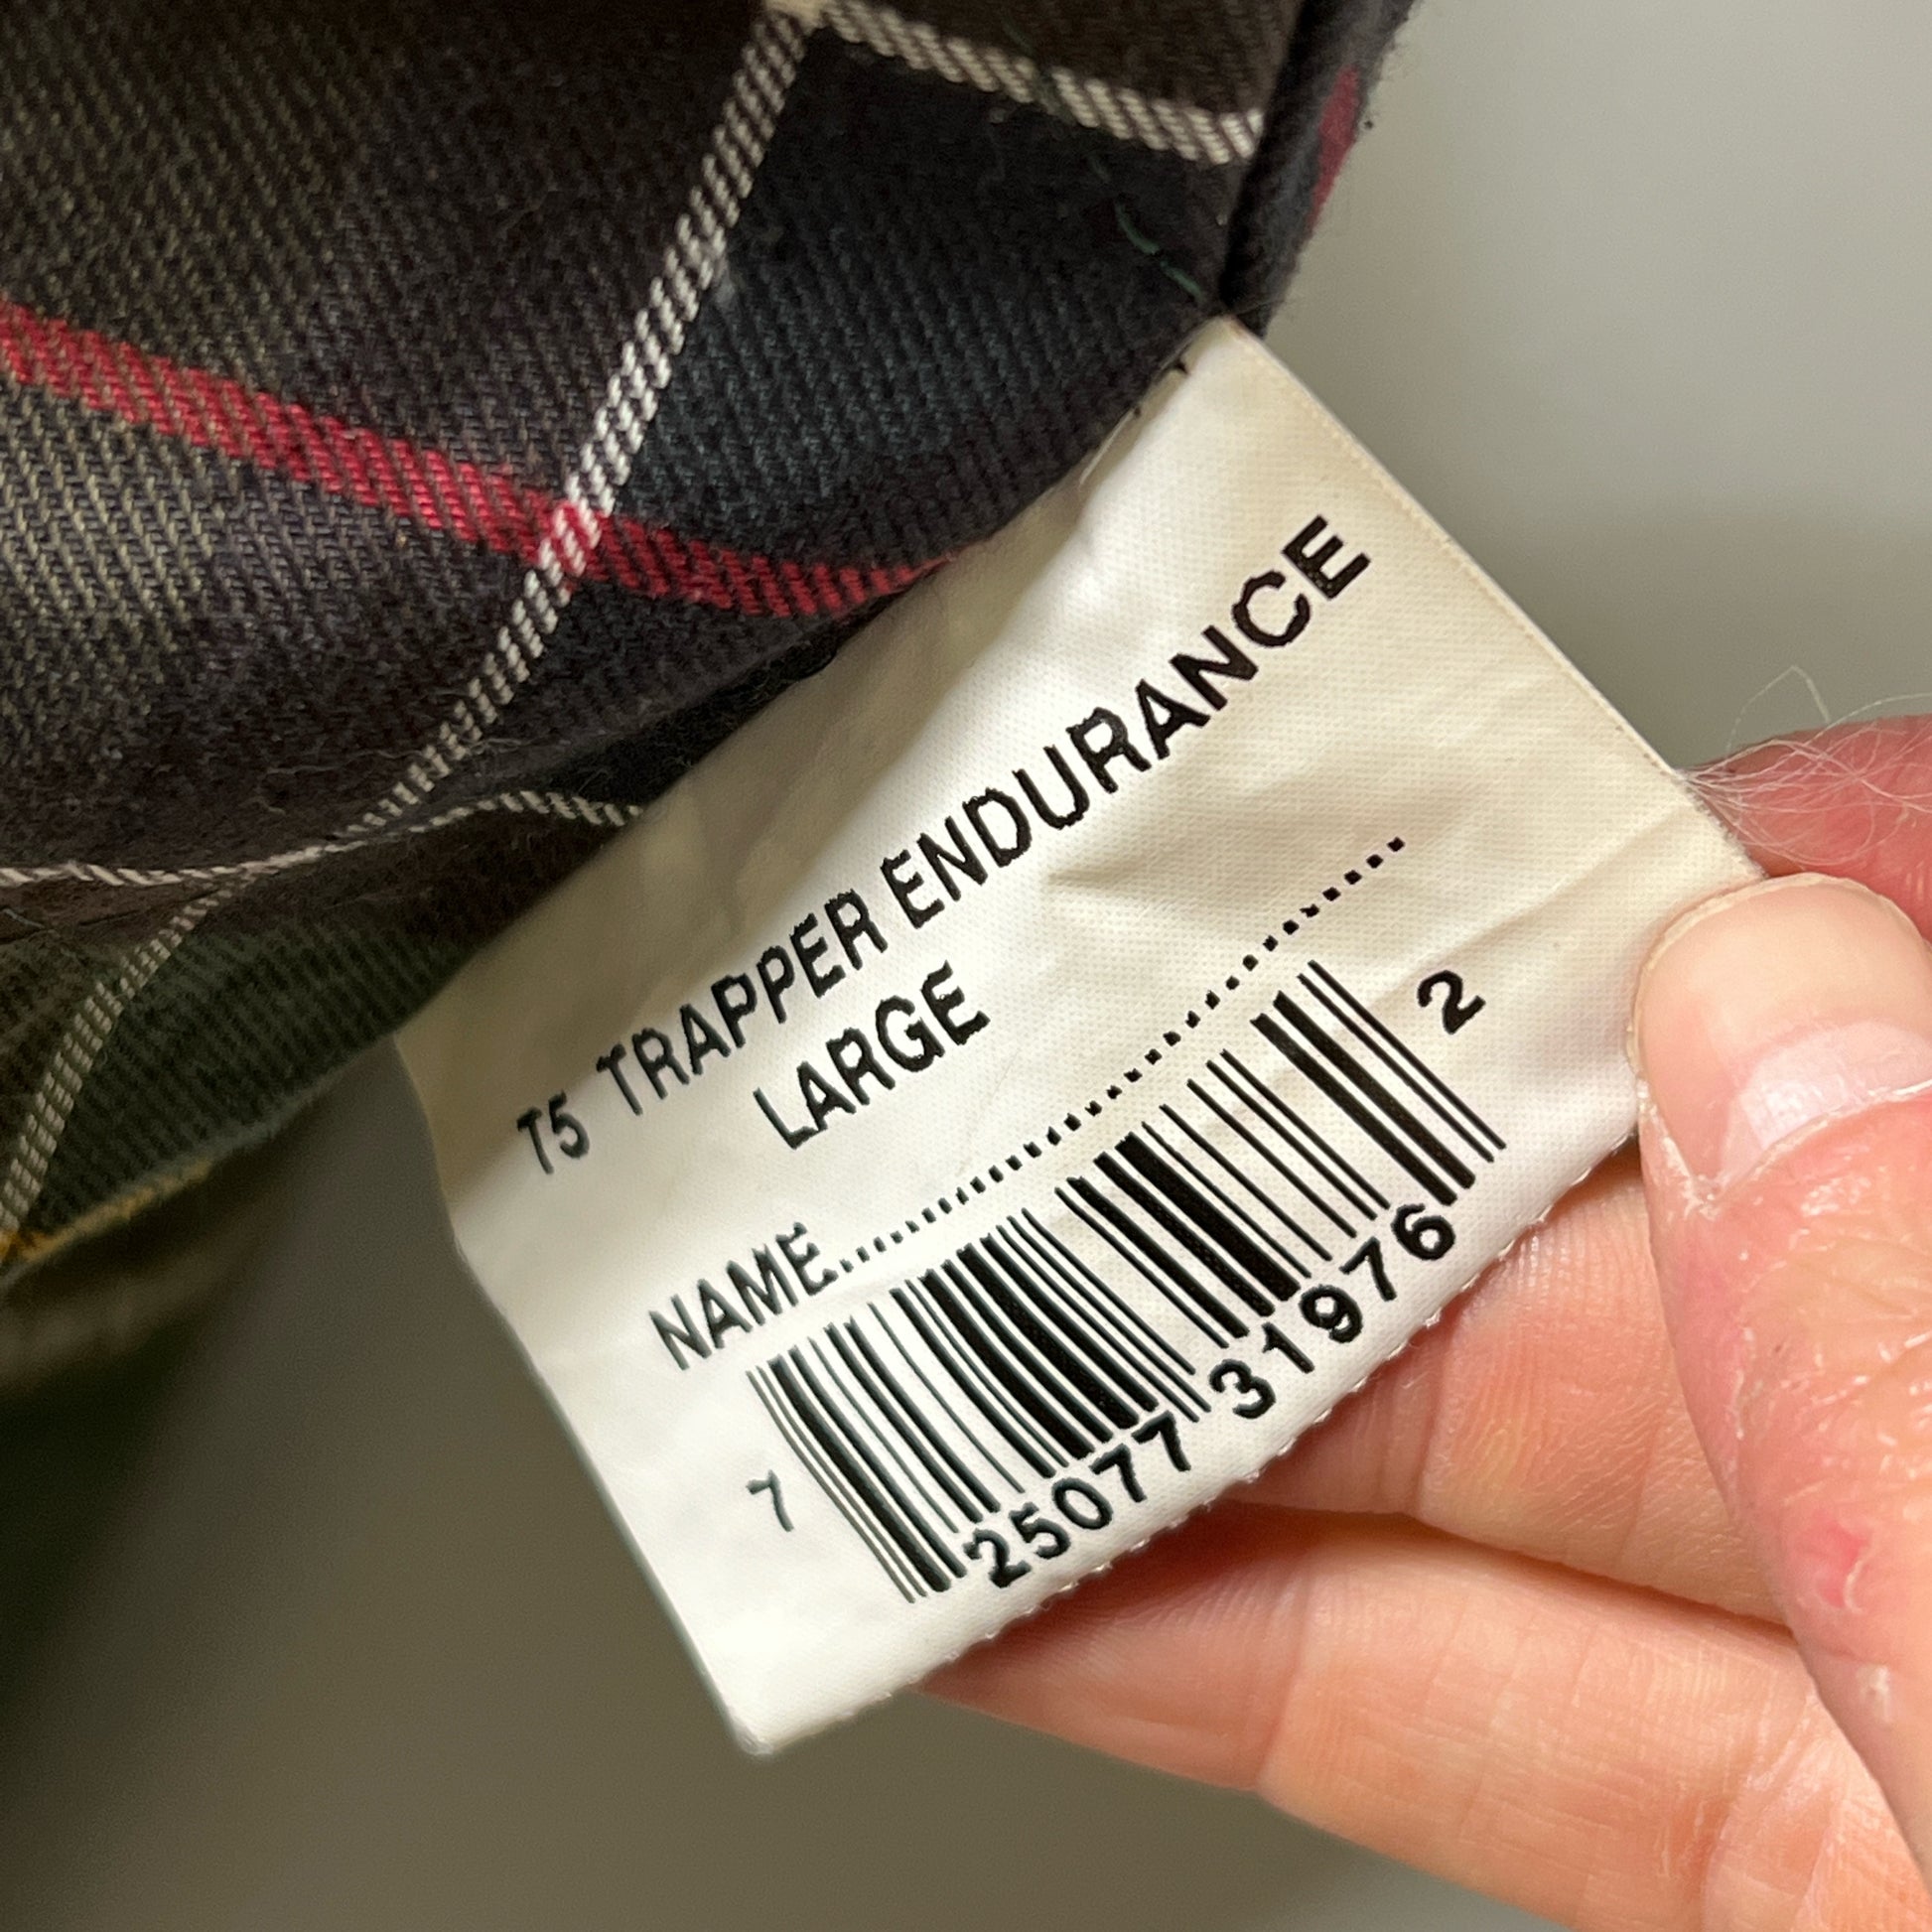 T5 TRAPPER ENDURANCE
LARGE
NAME..........................................
7 25077 31976 2